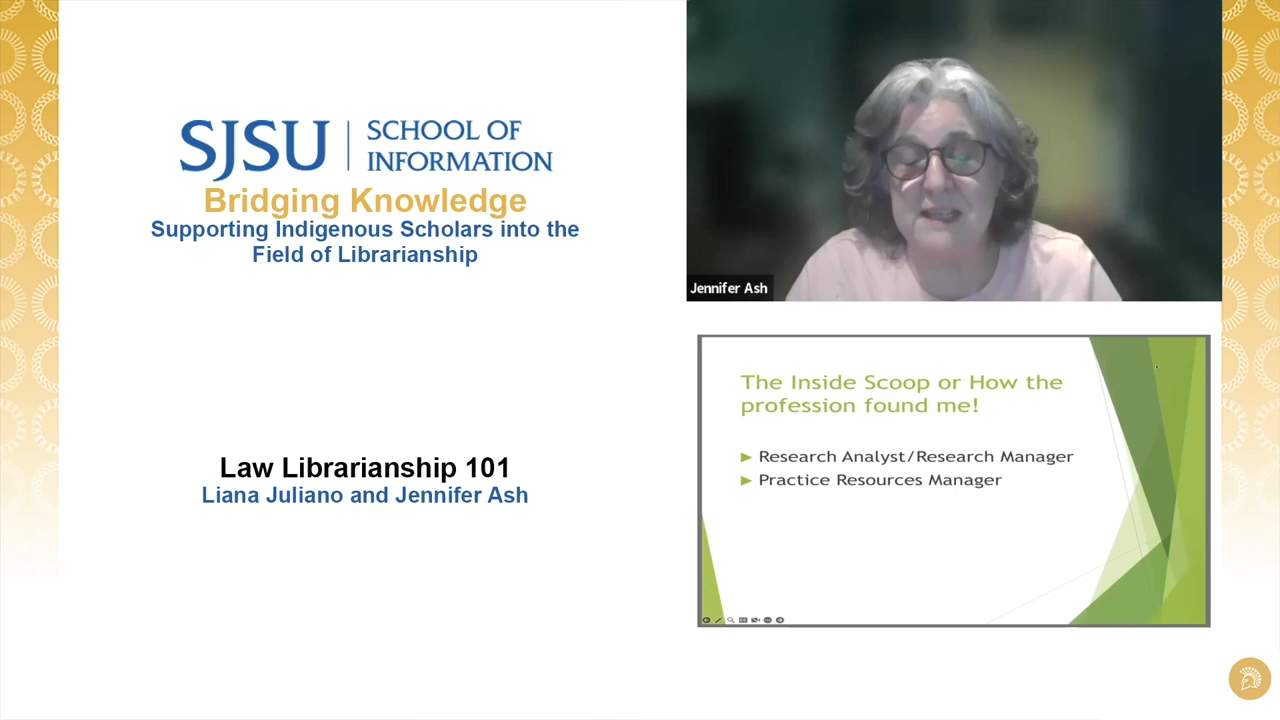 SJSU
SCHOOL OF
INFORMATION
Bridging Knowledge
Supporting Indigenous Scholars into the
Field of Librarianship
Law Librarianship 101
Liana Juliano and Jennifer Ash
Jennifer Ash
The Inside Scoop or How the
profession found me!
Research Analyst/Research Manager
Practice Resources Manager